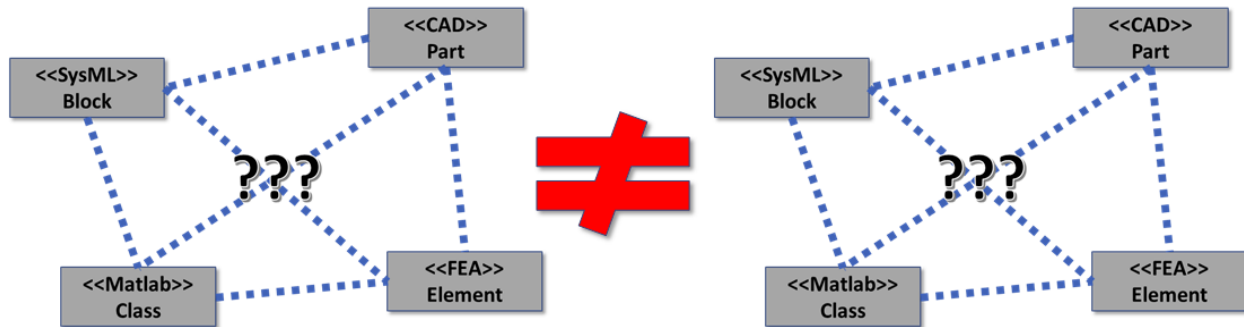 <<CAD>>
Part
<<SysML>>
Block
???
<<Matlab>>
Class
<<FEA>>
Element
≠
<<CAD>>
Part
<<SysML>>
Block
???
<<Matlab>>
Class
<<FEA>>
Element